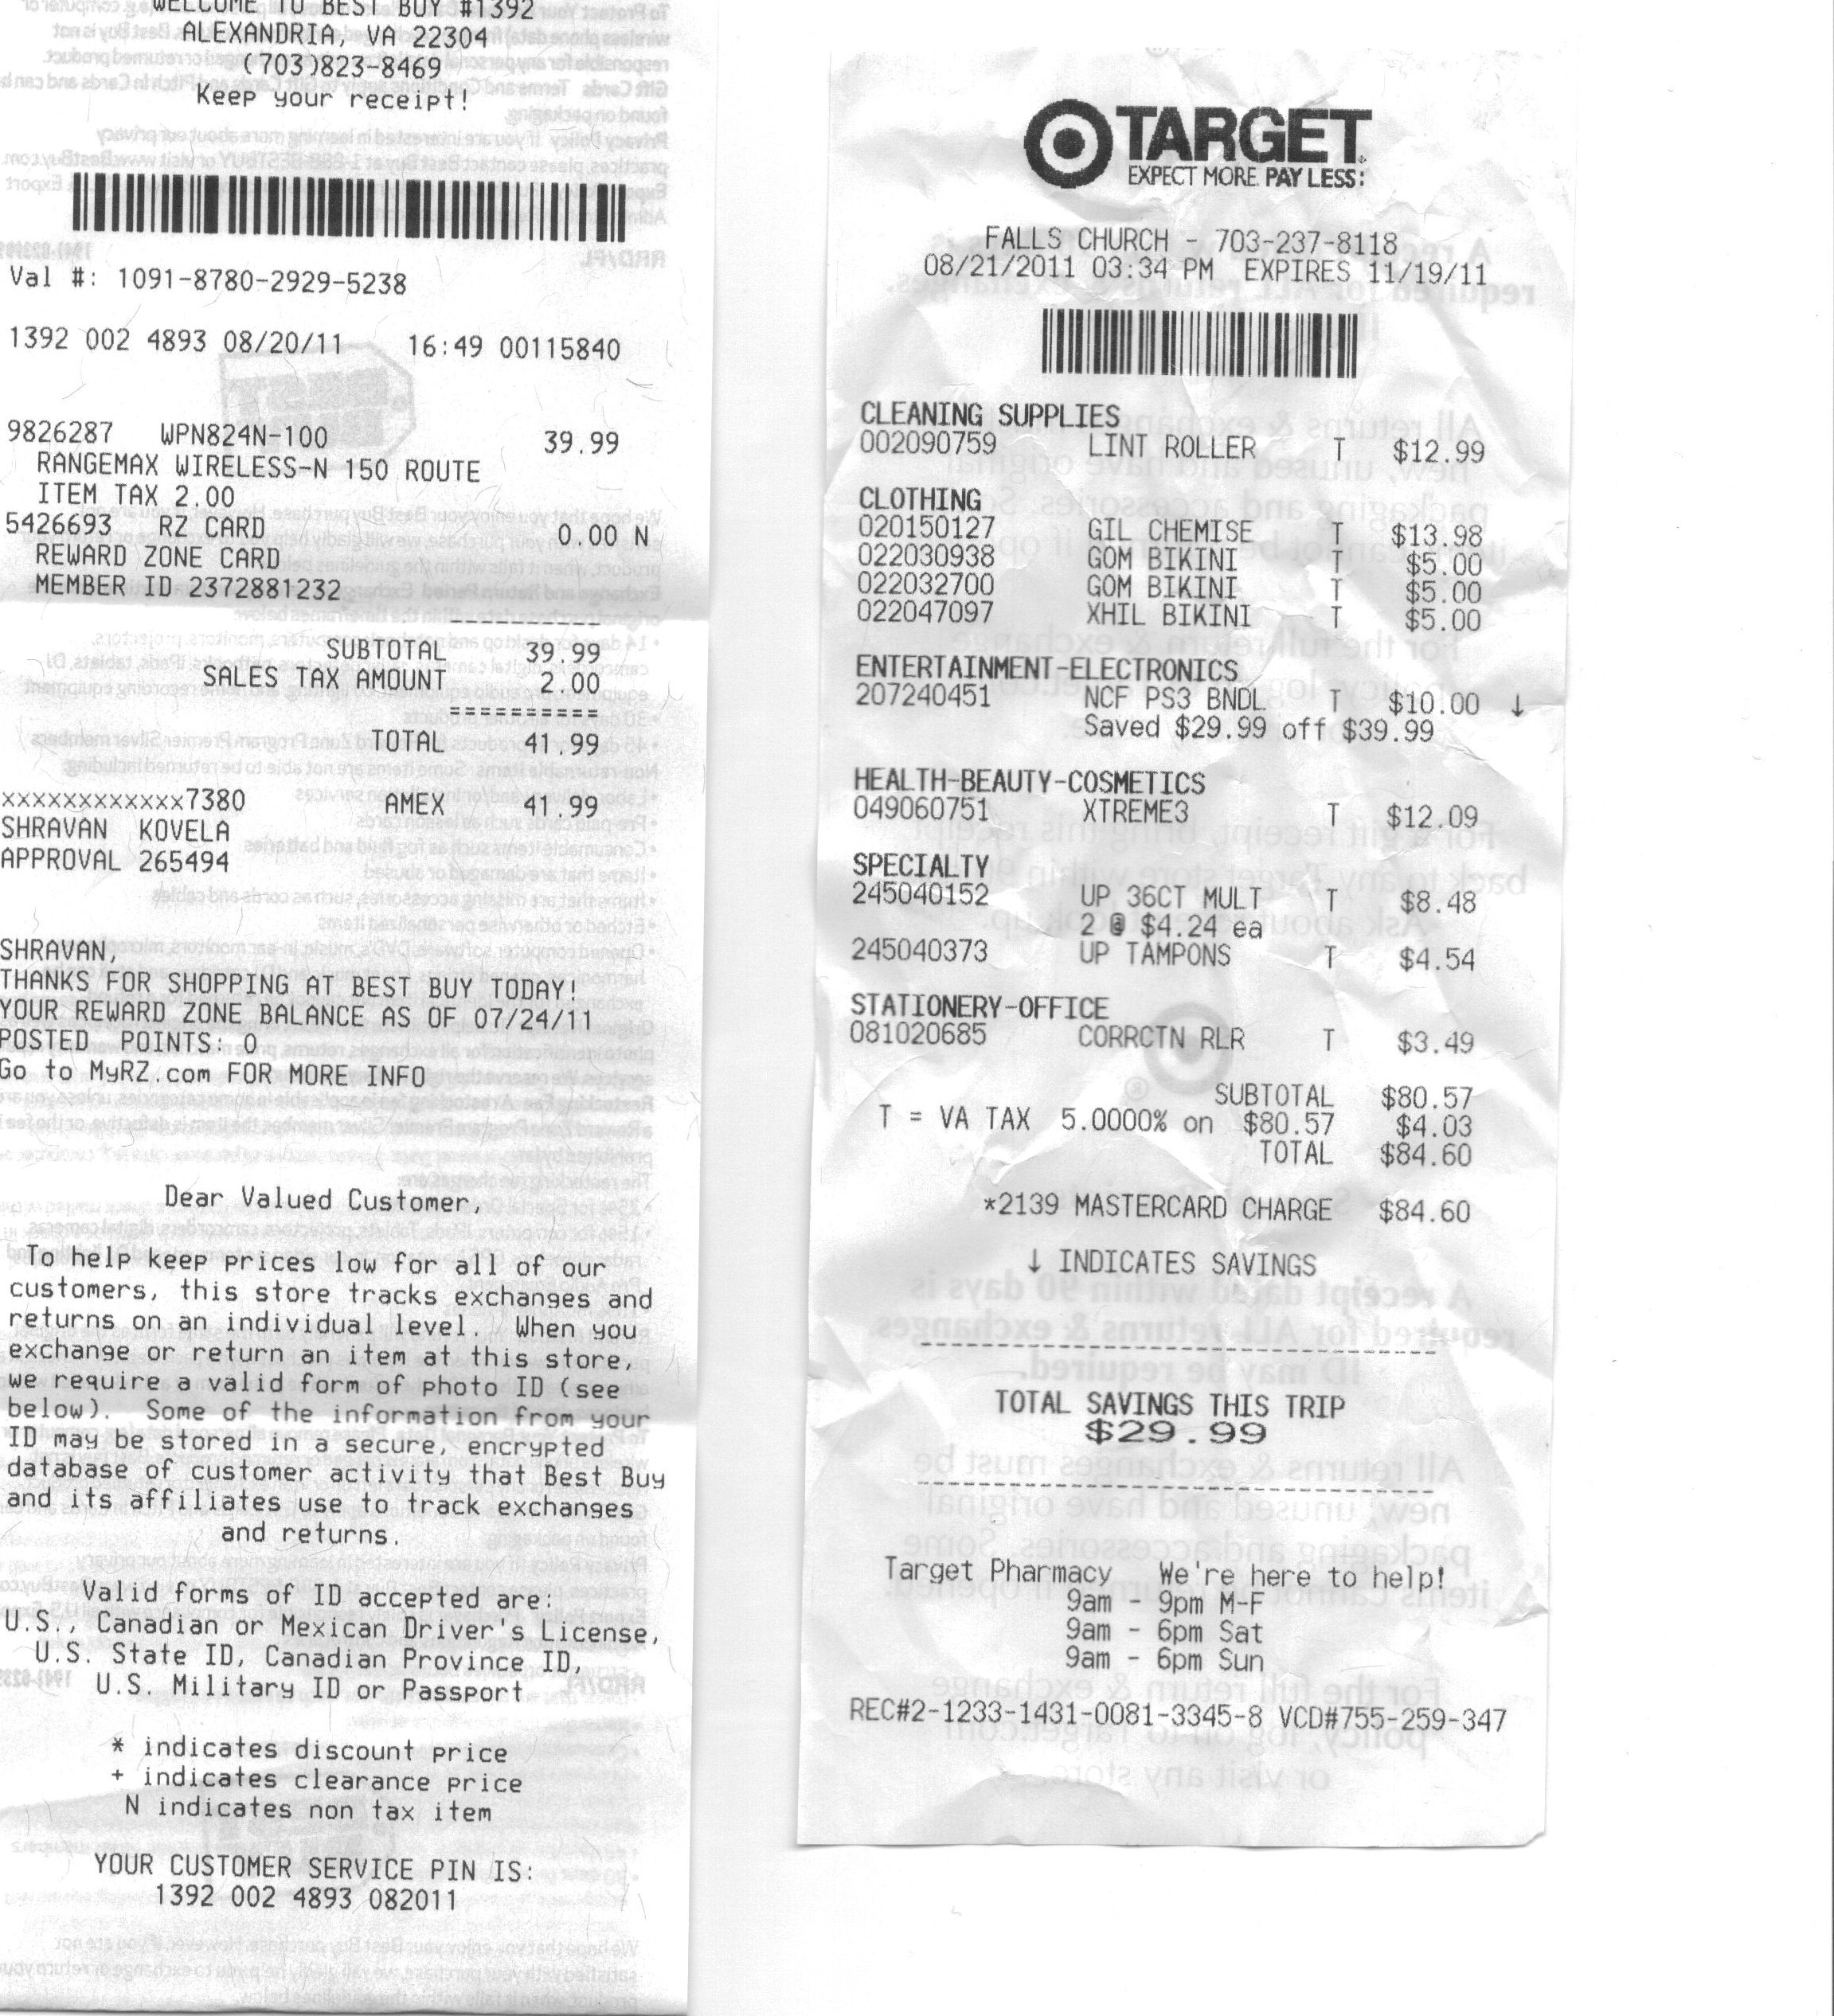 WELCOME TO BEST BUY #1392
ALEXANDRIA, VA 22304
(703)823-8469
Keep your receipt!
Val #: 1091-8780-2929-5238
1392 002 4893 08/20/11 16:49 00115840
9826287 WPN824N-100 39.99
RANGEMAX WIRELESS-N 150 ROUTE
ITEM TAX 2.00
5426693 RZ CARD 0.00 N
REWARD ZONE CARD
MEMBER ID 2372881232
----------
SUBTOTAL 39.99
SALES TAX AMOUNT 2.00
==========
TOTAL 41.99
xxxxxxxxxxxx7380 AMEX 41.99
SHRAVAN KOVELA
APPROVAL 265494
SHRAVAN,
THANKS FOR SHOPPING AT BEST BUY TODAY!
YOUR REWARD ZONE BALANCE AS OF 07/24/11
POSTED POINTS: 0
Go to MyRZ.com FOR MORE INFO
Dear Valued Customer,
To help keep prices low for all of our
customers, this store tracks exchanges and
returns on an individual level. When you
exchange or return an item at this store,
we require a valid form of photo ID (see
below). Some of the information from your
ID may be stored in a secure, encrypted
database of customer activity that Best Buy
and its affiliates use to track exchanges
and returns.
Valid forms of ID accepted are:
U.S., Canadian or Mexican Driver's License,
U.S. State ID, Canadian Province ID,
U.S. Military ID or Passport
* indicates discount price
+ indicates clearance price
N indicates non tax item
YOUR CUSTOMER SERVICE PIN IS:
1392 002 4893 082011
TARGET
EXPECT MORE. PAY LESS.
FALLS CHURCH - 703-237-8118
08/21/2011 03:34 PM EXPIRES 11/19/11
CLEANING SUPPLIES
002090759 LINT ROLLER T $12.99
CLOTHING
020150127 GIL CHEMISE T $13.98
022030938 GOM BIKINI T $5.00
022032700 GOM BIKINI T $5.00
022047097 XHIL BIKINI T $5.00
ENTERTAINMENT-ELECTRONICS
207240451 NCF PS3 BNDL T $10.00 ↓
Saved $29.99 off $39.99
HEALTH-BEAUTY-COSMETICS
049060751 XTREME3 T $12.09
SPECIALTY
245040152 UP 36CT MULT T $8.48
2 @ $4.24 ea
245040373 UP TAMPONS T $4.54
STATIONERY-OFFICE
081020685 CORRCTN RLR T $3.49
SUBTOTAL $80.57
T = VA TAX 5.0000% on $80.57 $4.03
TOTAL $84.60
*2139 MASTERCARD CHARGE $84.60
↓ INDICATES SAVINGS
TOTAL SAVINGS THIS TRIP
$29.99
Target Pharmacy We're here to help!
9am - 9pm M-F
9am - 6pm Sat
9am - 6pm Sun
REC#2-1233-1431-0081-3345-8 VCD#755-259-347